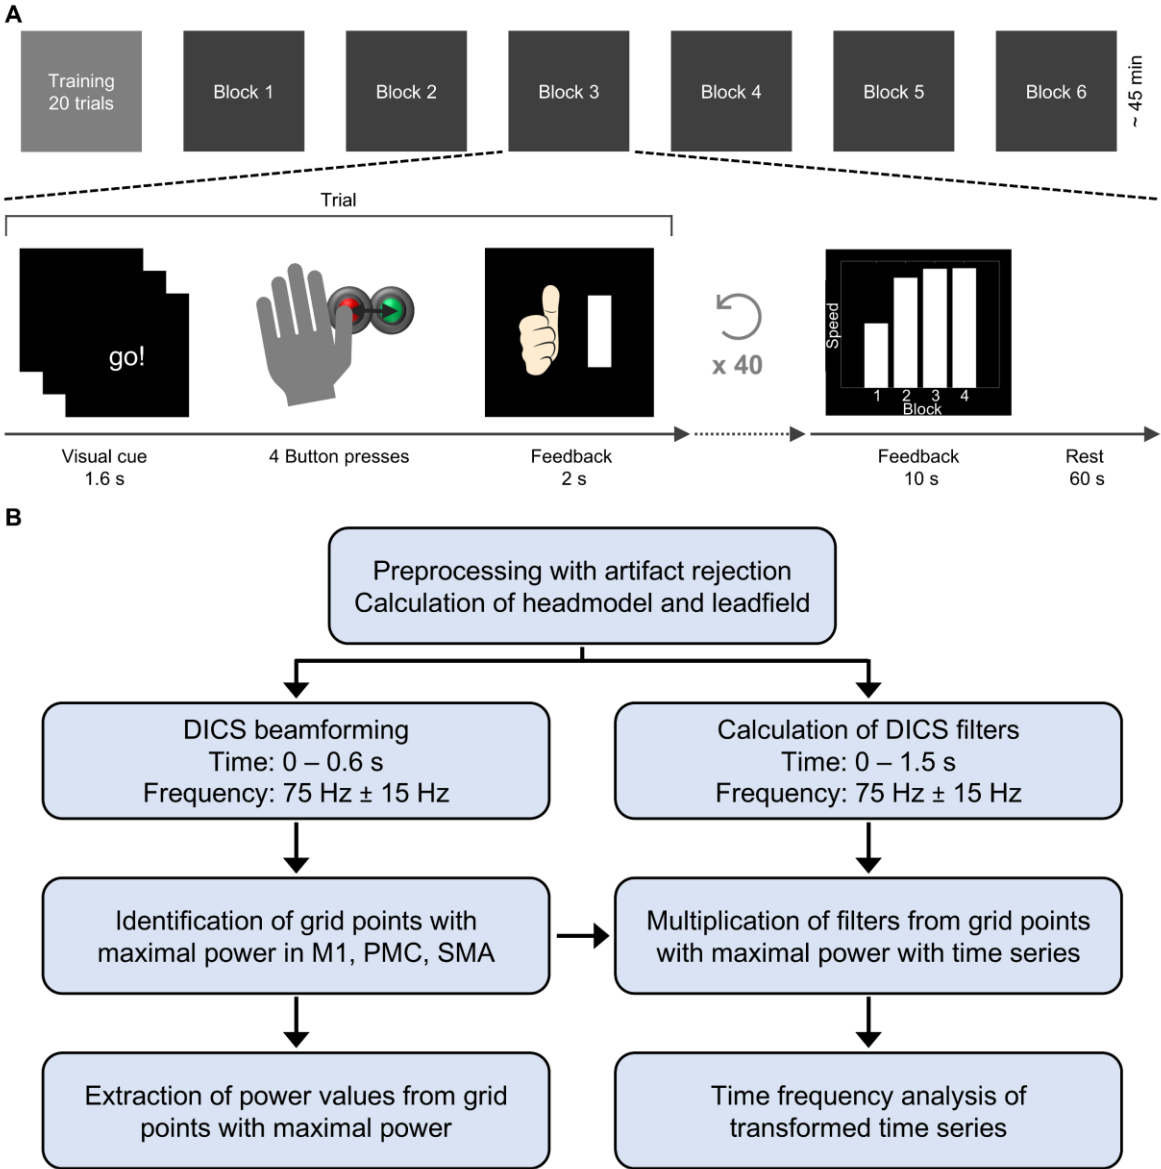 A
Training
20 trials
Block 1
Block 2
Block 3
Block 4
Block 5
Block 6
~ 45 min
Trial
go!
x 40
Speed
1 2 3 4
Block
Visual cue
1.6 s
4 Button presses
Feedback
2 s
Feedback
10 s
Rest
60 s
B
Preprocessing with artifact rejection
Calculation of headmodel and leadfield
DICS beamforming
Time: 0 – 0.6 s
Frequency: 75 Hz ± 15 Hz
Calculation of DICS filters
Time: 0 – 1.5 s
Frequency: 75 Hz ± 15 Hz
Identification of grid points with
maximal power in M1, PMC, SMA
Multiplication of filters from grid points
with maximal power with time series
Extraction of power values from grid
points with maximal power
Time frequency analysis of
transformed time series